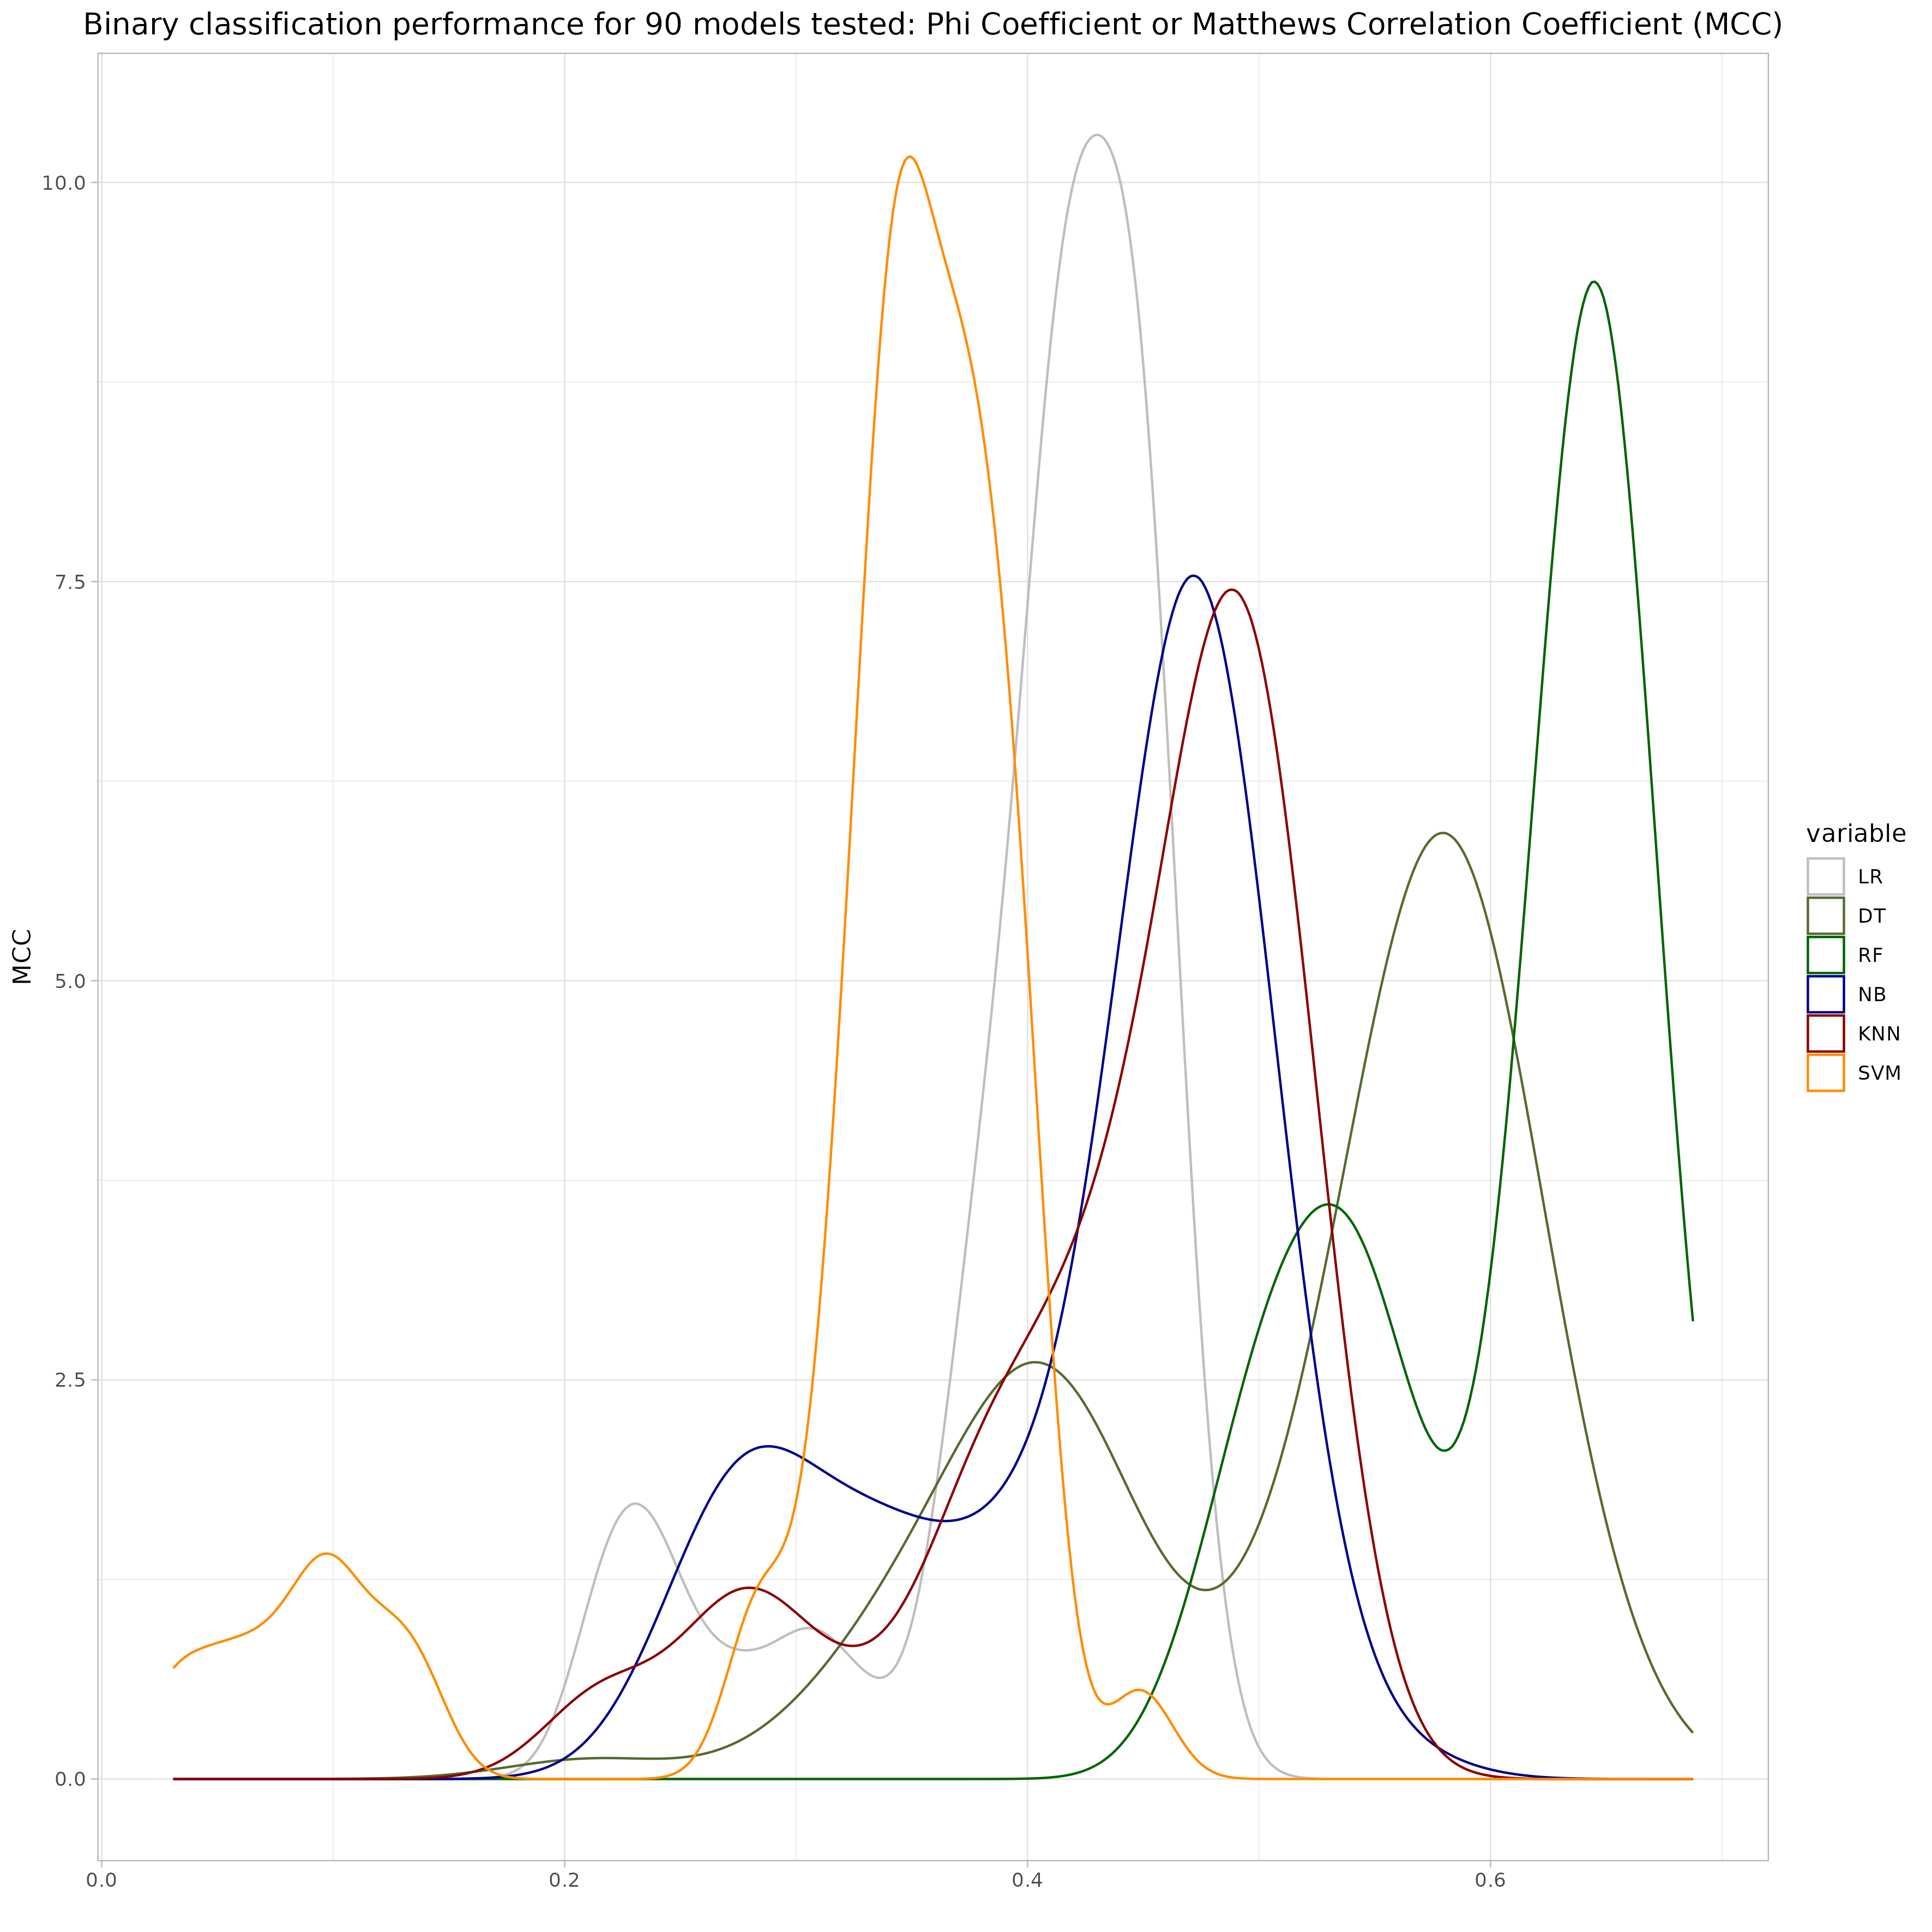 Binary classification performance for 90 models tested: Phi Coefficient or Matthews Correlation Coefficient (MCC)
10.0
7.5
5.0
2.5
0.0
MCC
0.0 0.2 0.4 0.6
variable
LR
DT
RF
NB
KNN
SVM